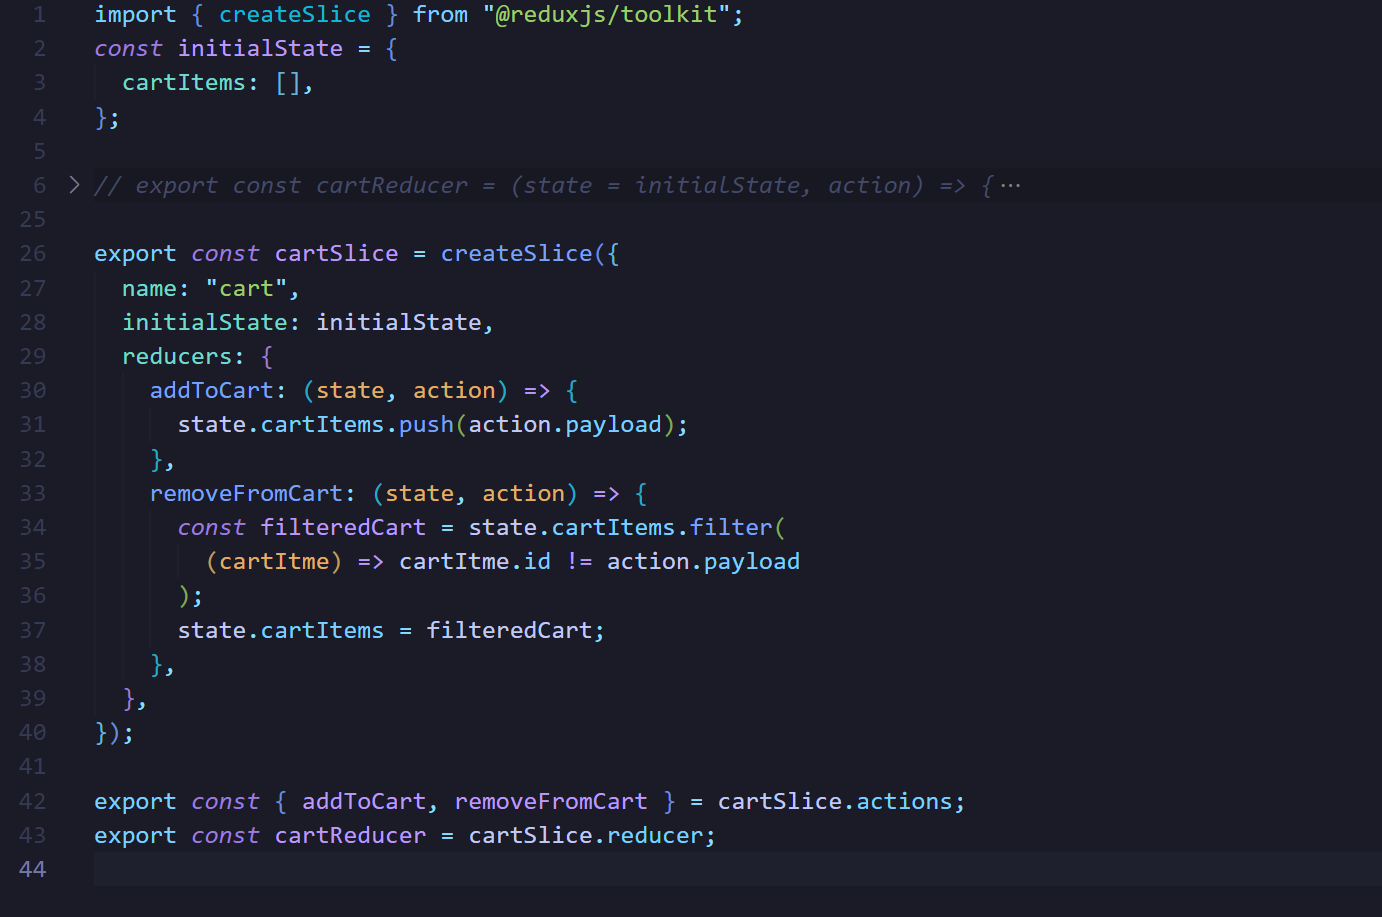 1 import { createSlice } from "@reduxjs/toolkit";
2 const initialState = {
3   cartItems: [],
4 };
5
6 // export const cartReducer = (state = initialState, action) => {···
25
26 export const cartSlice = createSlice({
27   name: "cart",
28   initialState: initialState,
29   reducers: {
30     addToCart: (state, action) => {
31       state.cartItems.push(action.payload);
32     },
33     removeFromCart: (state, action) => {
34       const filteredCart = state.cartItems.filter(
35         (cartItme) => cartItme.id != action.payload
36       );
37       state.cartItems = filteredCart;
38     },
39   },
40 });
41
42 export const { addToCart, removeFromCart } = cartSlice.actions;
43 export const cartReducer = cartSlice.reducer;
44